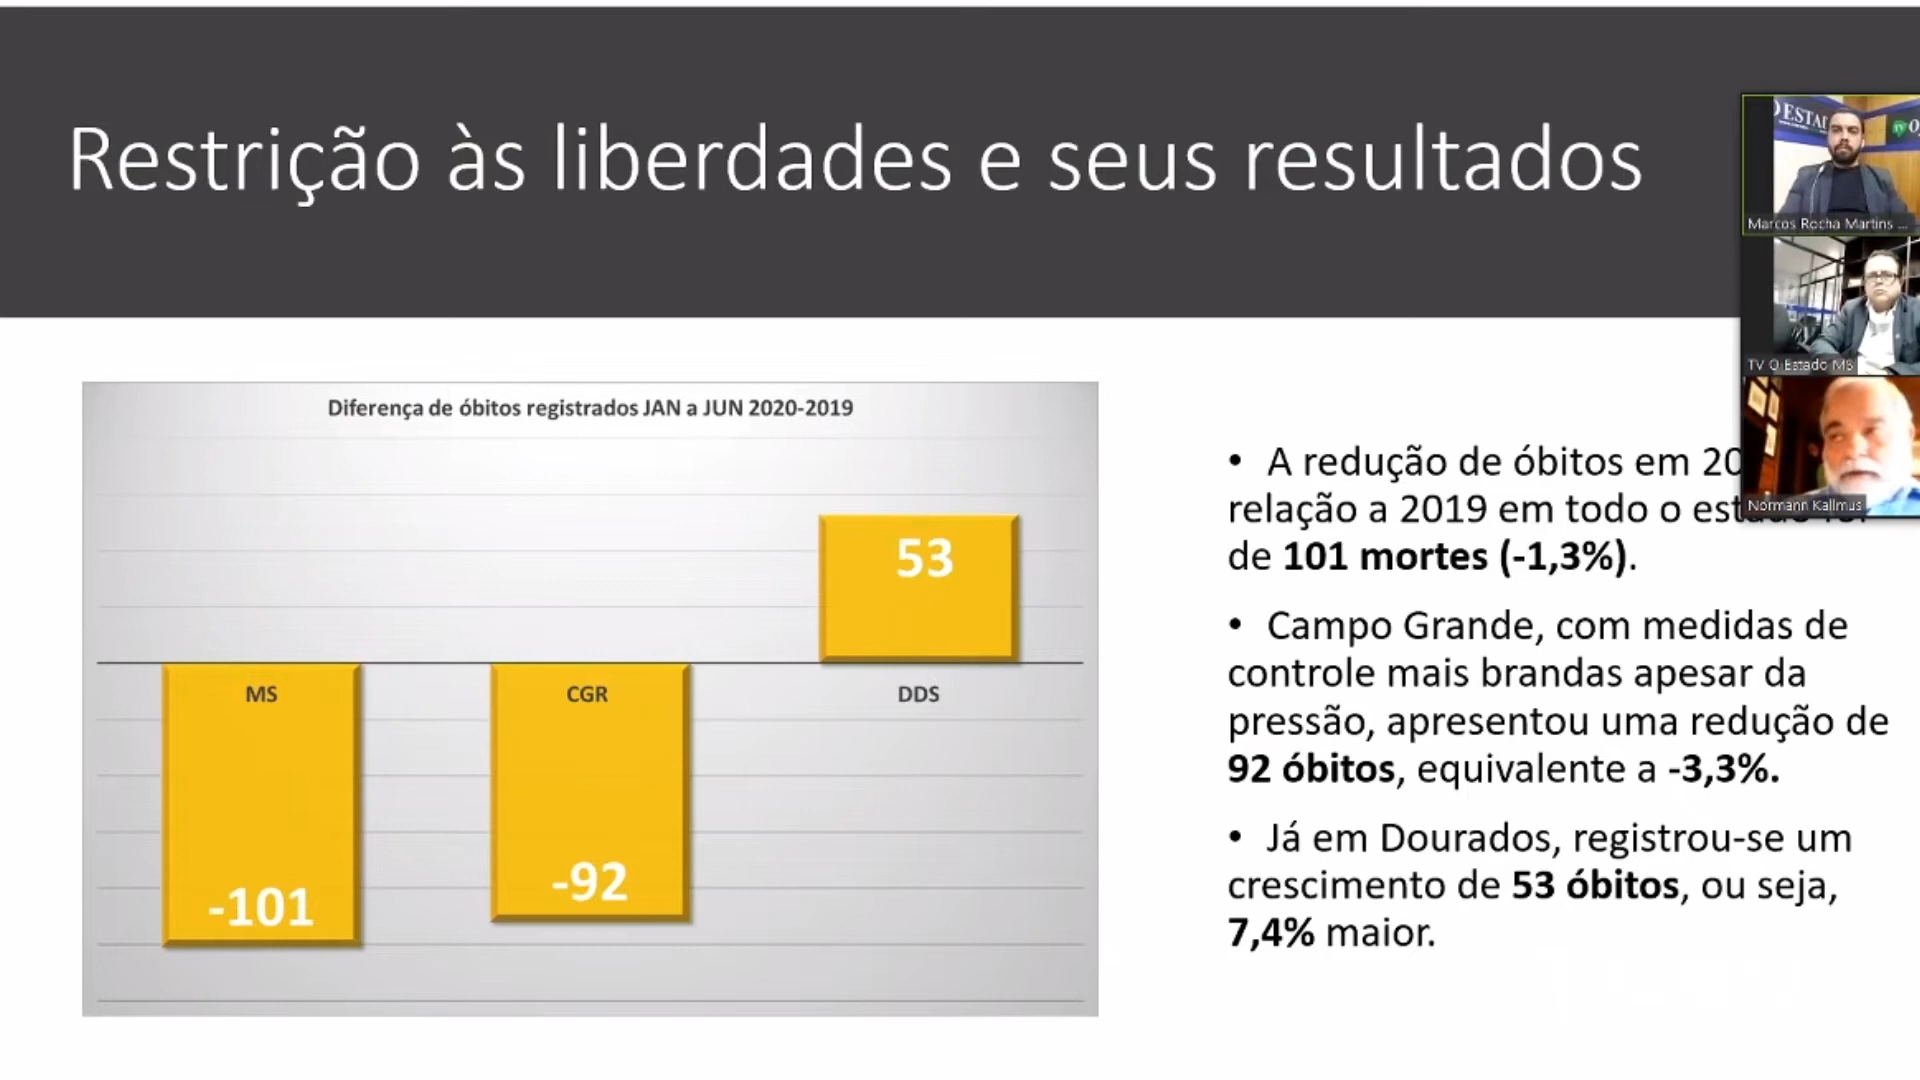 Restrição às liberdades e seus resultados
Diferença de óbitos registrados JAN a JUN 2020-2019
53
MS
CGR
DDS
-101
-92
• A redução de óbitos em 20
relação a 2019 em todo o
de 101 mortes (-1,3%).
• Campo Grande, com medidas de
controle mais brandas apesar da
pressão, apresentou uma redução de
92 óbitos, equivalente a -3,3%.
• Já em Dourados, registrou-se um
crescimento de 53 óbitos, ou seja,
7,4% maior.
Marcos Rocha Martins ...
TV O Estado MS
Normann Kallmus